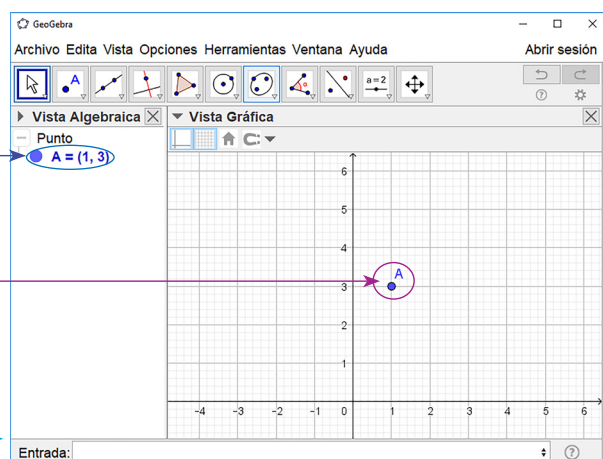 GeoGebra
Archivo Edita Vista Opciones Herramientas Ventana Ayuda Abrir sesión
A a=2
Vista Algebraica Vista Gráfica
Punto
A = (1, 3)
6
5
4
A
3
2
1
-4 -3 -2 -1 0 1 2 3 4 5 6
Entrada: